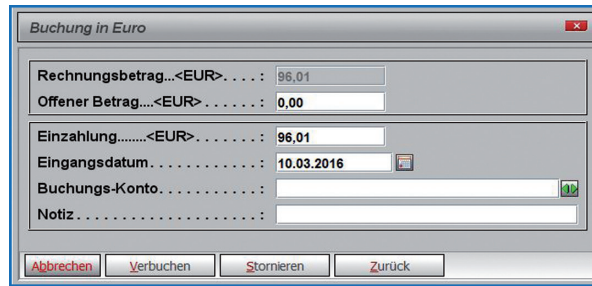 Buchung in Euro
Rechnungsbetrag...<EUR>. . . . : 96,01
Offener Betrag....<EUR> . . . . . . : 0,00
Einzahlung........<EUR>. . . . . . . : 96,01
Eingangsdatum. . . . . . . . . . . . : 10.03.2016
Buchungs-Konto. . . . . . . . . . . :
Notiz. . . . . . . . . . . . . . . . . . . . :
Abbrechen Verbuchen Stornieren Zurück